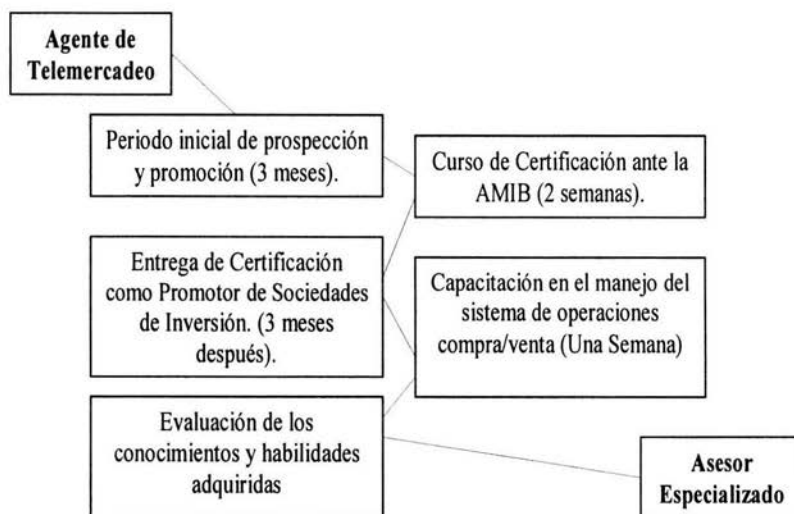 Agente de
Telemercadeo
Periodo inicial de prospección
y promoción (3 meses).
Curso de Certificación ante la
AMIB (2 semanas).
Entrega de Certificación
como Promotor de Sociedades
de Inversión. (3 meses
después).
Capacitación en el manejo del
sistema de operaciones
compra/venta (Una Semana)
Evaluación de los
conocimientos y habilidades
adquiridas
Asesor
Especializado